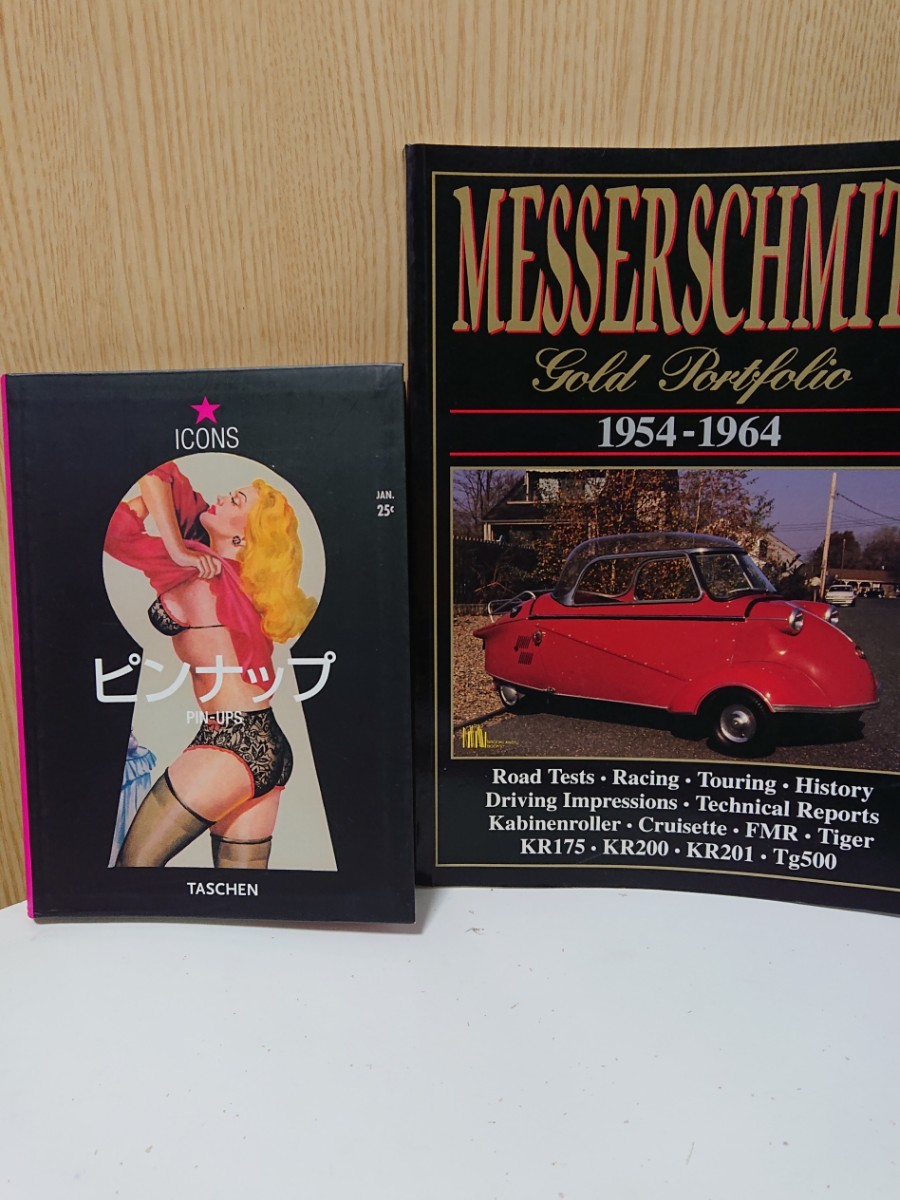 ICONS
JAN.
25¢
ピンナップ
PIN-UPS
TASCHEN
MESSERSCHMIT
Gold Portfolio
1954-1964
Road Tests • Racing • Touring • History
Driving Impressions • Technical Reports
Kabinenroller • Cruisette • FMR • Tiger
KR175 • KR200 • KR201 • Tg500